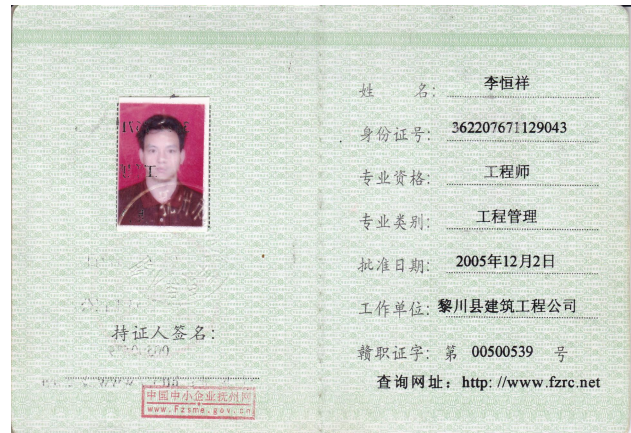 持证人签名:
中国中小企业抚州网
www.Fzsme.gov.cn
姓 名: 李恒祥
身份证号: 362207671129043
专业资格: 工程师
专业类别: 工程管理
批准日期: 2005年12月2日
工作单位: 黎川县建筑工程公司
赣职证字: 第 00500539 号
查询网址：http: //www.fzrc.net